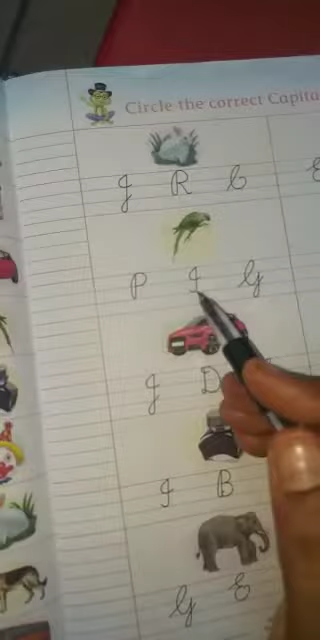 Circle the correct Capita
J R C
P I G
J D
I B
G E